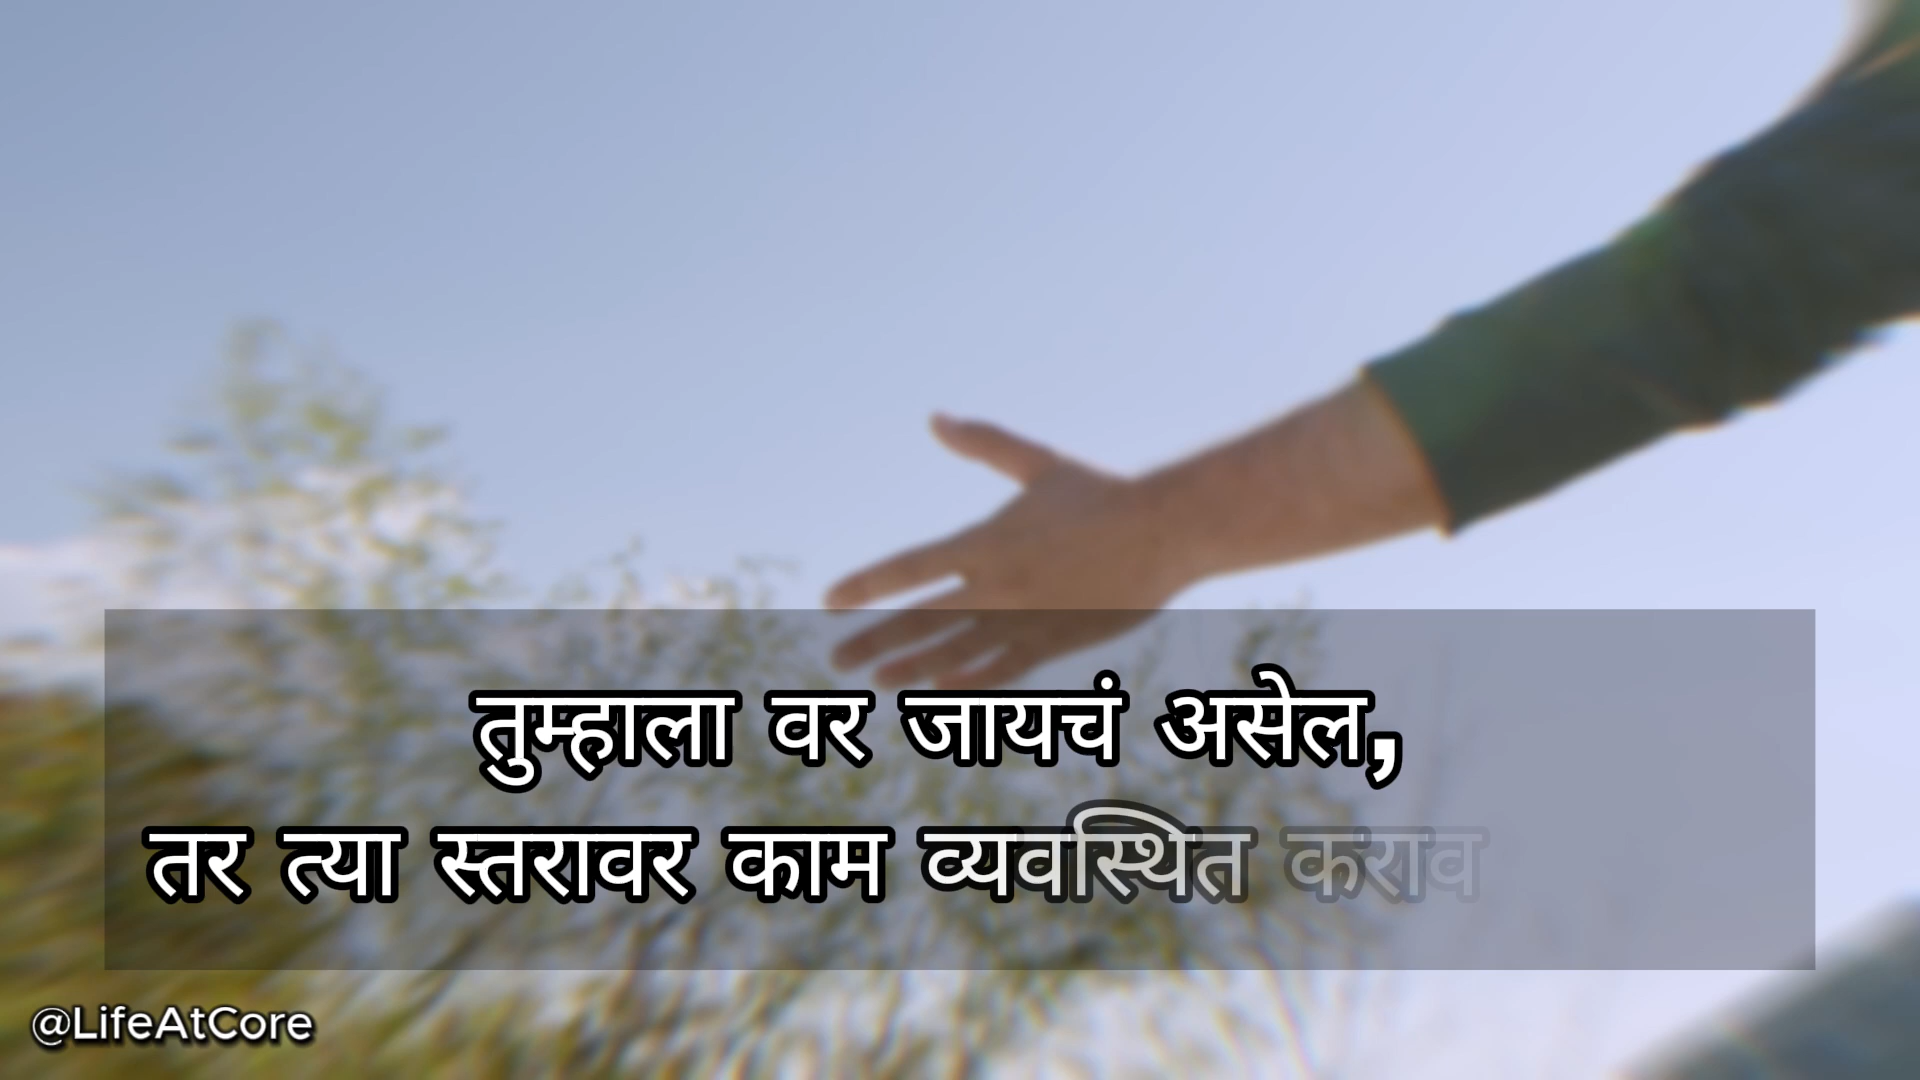 तुम्हाला वर जायचं असेल,
तर त्या स्तरावर काम व्यवस्थित कराव
@LifeAtCore